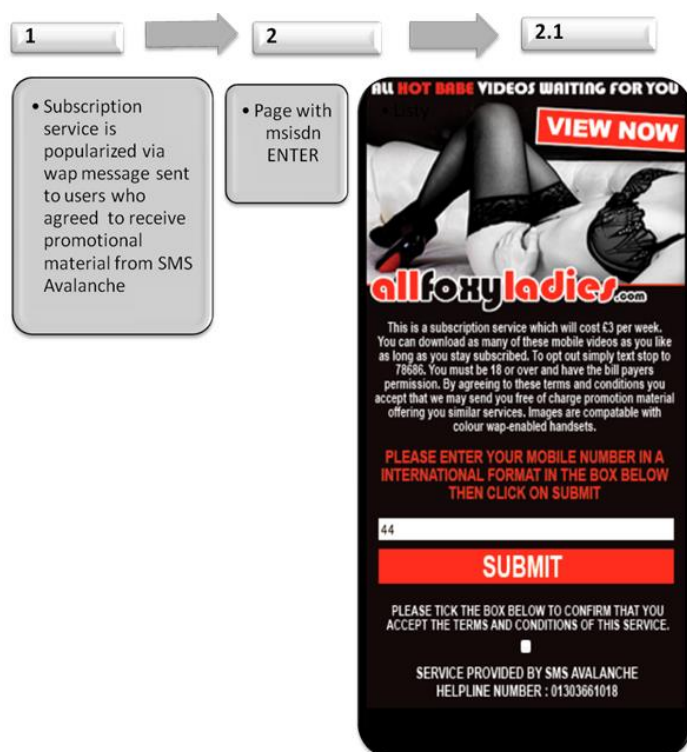 1
2
2.1
• Subscription
service is
popularized via
wap message sent
to users who
agreed to receive
promotional
material from SMS
Avalanche
• Page with
msisdn
ENTER
ALL HOT BABE VIDEOS WAITING FOR YOU
• Listy
VIEW NOW
allfoxyladies.com
This is a subscription service which will cost £3 per week.
You can download as many of these mobile videos as you like
as long as you stay subscribed. To opt out simply text stop to
78686. You must be 18 or over and have the bill payers
permission. By agreeing to these terms and conditions you
accept that we may send you free of charge promotion material
offering you similar services. Images are compatable with
colour wap-enabled handsets.
PLEASE ENTER YOUR MOBILE NUMBER IN A
INTERNATIONAL FORMAT IN THE BOX BELOW
THEN CLICK ON SUBMIT
44
SUBMIT
PLEASE TICK THE BOX BELOW TO CONFIRM THAT YOU
ACCEPT THE TERMS AND CONDITIONS OF THIS SERVICE.
SERVICE PROVIDED BY SMS AVALANCHE
HELPLINE NUMBER : 01303661018